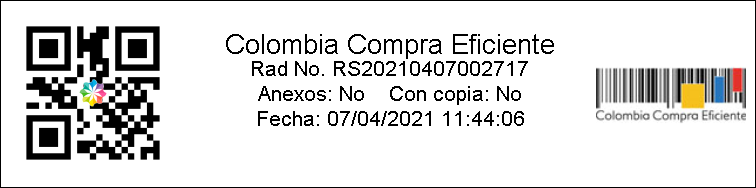 Colombia Compra Eficiente
Rad No. RS20210407002717
Anexos: No    Con copia: No
Fecha: 07/04/2021 11:44:06
Colombia Compra Eficiente